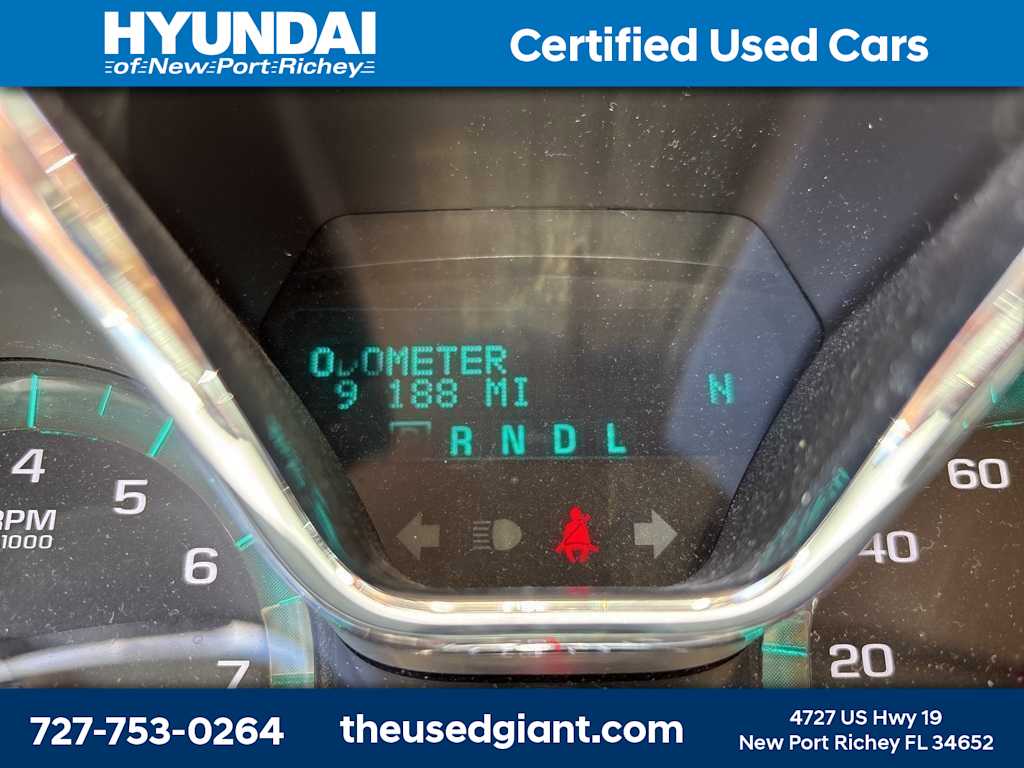 HYUNDAI
of New Port Richey
Certified Used Cars
ODOMETER
9 188 MI
N
R N D L
4
5
6
7
RPM
1000
60
40
20
727-753-0264
theusedgiant.com
4727 US Hwy 19
New Port Richey FL 34652